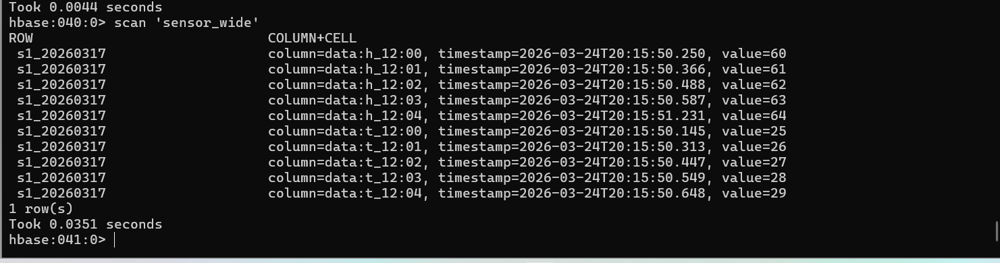 Took 0.0044 seconds
hbase:040:0> scan 'sensor_wide'
ROW COLUMN+CELL
s1_20260317 column=data:h_12:00, timestamp=2026-03-24T20:15:50.250, value=60
s1_20260317 column=data:h_12:01, timestamp=2026-03-24T20:15:50.366, value=61
s1_20260317 column=data:h_12:02, timestamp=2026-03-24T20:15:50.488, value=62
s1_20260317 column=data:h_12:03, timestamp=2026-03-24T20:15:50.587, value=63
s1_20260317 column=data:h_12:04, timestamp=2026-03-24T20:15:51.231, value=64
s1_20260317 column=data:t_12:00, timestamp=2026-03-24T20:15:50.145, value=25
s1_20260317 column=data:t_12:01, timestamp=2026-03-24T20:15:50.313, value=26
s1_20260317 column=data:t_12:02, timestamp=2026-03-24T20:15:50.447, value=27
s1_20260317 column=data:t_12:03, timestamp=2026-03-24T20:15:50.549, value=28
s1_20260317 column=data:t_12:04, timestamp=2026-03-24T20:15:50.648, value=29
1 row(s)
Took 0.0351 seconds
hbase:041:0>